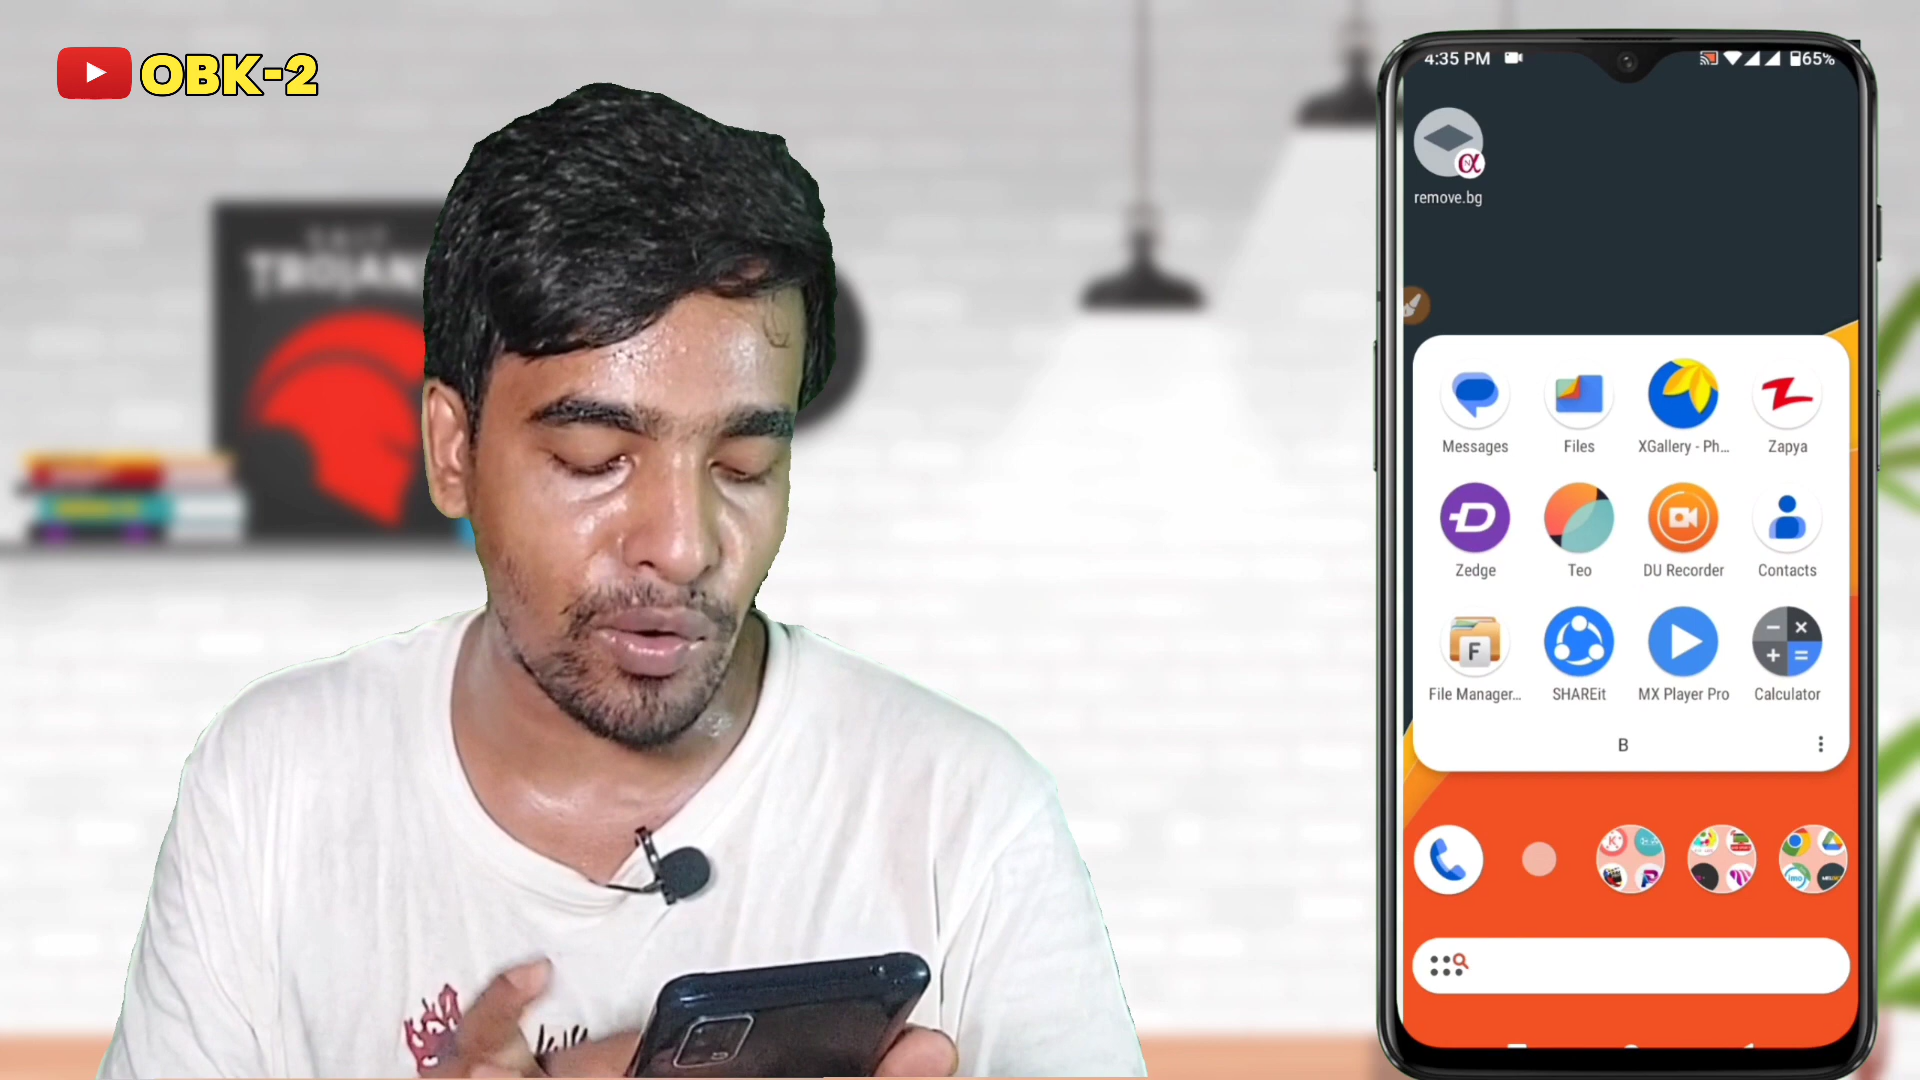 OBK-2
TROJAN
4:35 PM
65%
remove.bg
Messages
Files
XGallery - Ph...
Zapya
Zedge
Teo
DU Recorder
Contacts
File Manager...
SHAREit
MX Player Pro
Calculator
B